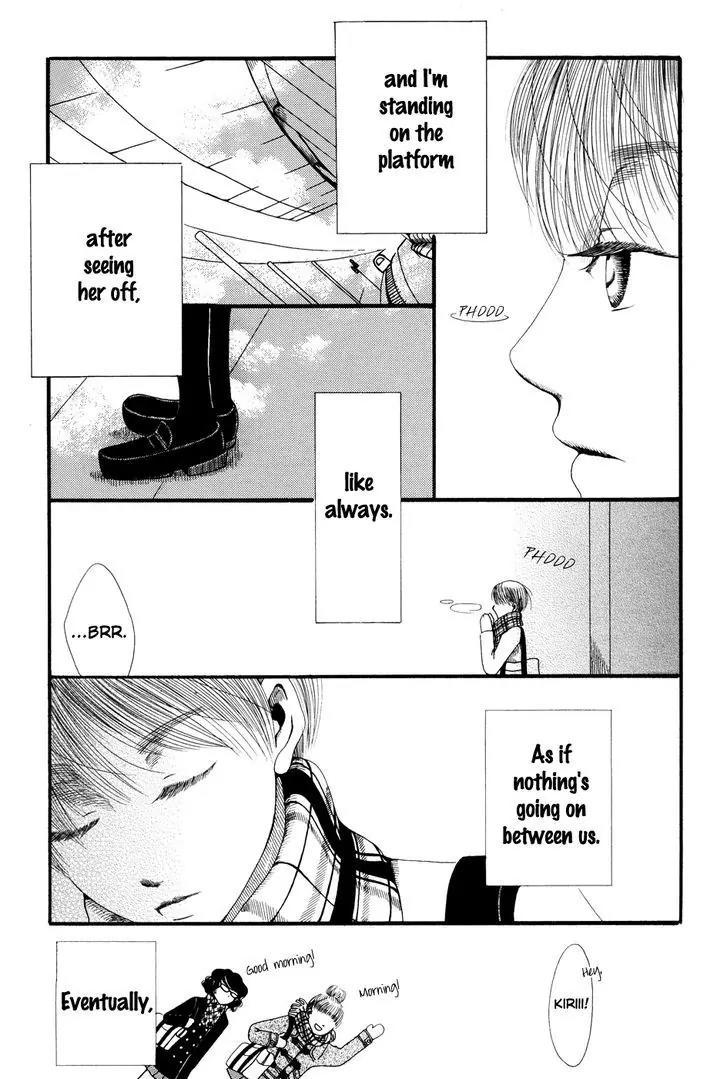 and I'm
standing
on the
platform
after
seeing
her off,
PHOOO
like
always.
PHOOO
...BRR.
As if
nothing's
going on
between us.
Eventually,
Good morning!
Morning!
Hey,
KIRIII!